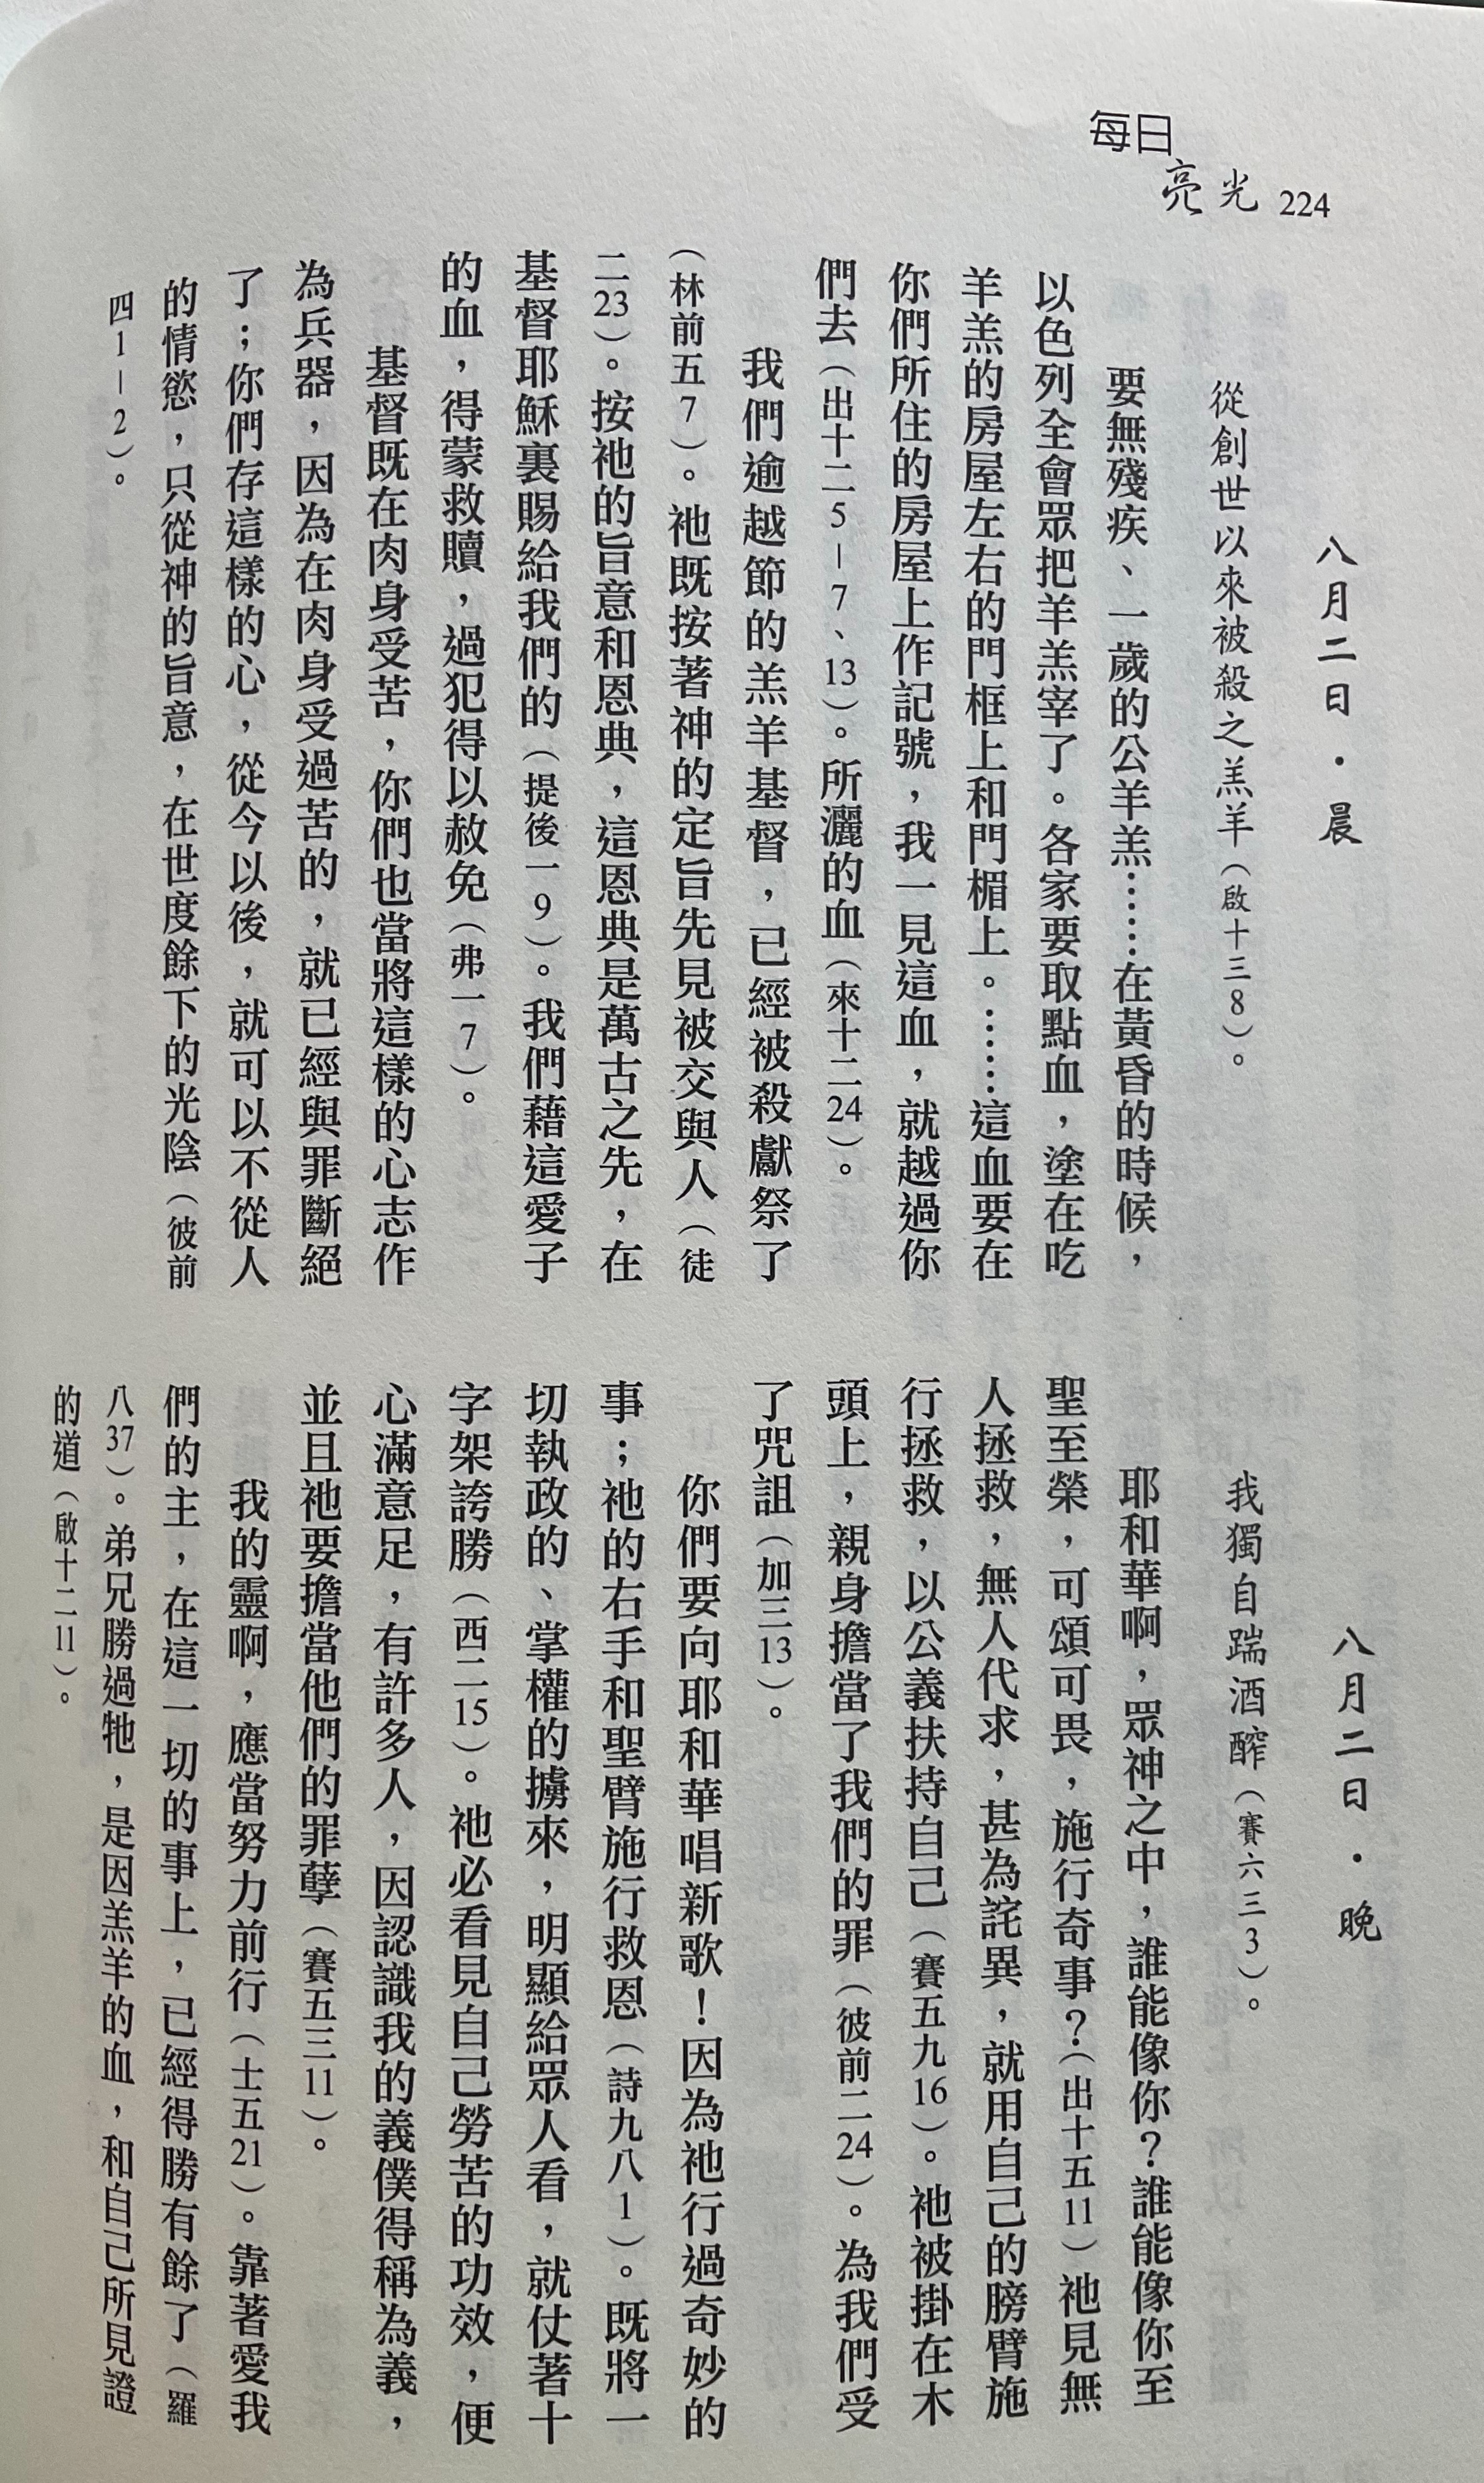 每日
亮光 224
八月二日·晨
從創世以來被殺之羔羊（啟十三8）。
要無殘疾、一歲的公羊羔……在黃昏的時候，
以色列全會眾把羊羔宰了。各家要取點血，塗在吃
羊羔的房屋左右的門框上和門楣上。……這血要在
你們所住的房屋上作記號，我一見這血，就越過你
們去（出十二5－7、13）。所灑的血（來十二24）。
我們逾越節的羔羊基督，已經被殺獻祭了
（林前五7）。祂既按著神的定旨先見被交與人（徒
二23）。按祂的旨意和恩典，這恩典是萬古之先，在
基督耶穌裏賜給我們的（提後一9）。我們藉這愛子
的血，得蒙救贖，過犯得以赦免（弗一7）。
基督既在肉身受苦，你們也當將這樣的心志作
為兵器，因為在肉身受過苦的，就已經與罪斷絕
了；你們存這樣的心，從今以後，就可以不從人
的情慾，只從神的旨意，在世度餘下的光陰（彼前
四1－2）。
八月二日·晚
我獨自踹酒醡（賽六三3）。
耶和華啊，眾神之中，誰能像你？誰能像你至
聖至榮，可頌可畏，施行奇事？（出十五11）祂見無
人拯救，無人代求，甚為詫異，就用自己的膀臂施
行拯救，以公義扶持自己（賽五九16）。祂被掛在木
頭上，親身擔當了我們的罪（彼前二24）。為我們受
了咒詛（加三13）。
你們要向耶和華唱新歌！因為祂行過奇妙的
事；祂的右手和聖臂施行救恩（詩九八1）。既將一
切執政的、掌權的擄來，明顯給眾人看，就仗著十
字架誇勝（西二15）。祂必看見自己勞苦的功效，便
心滿意足，有許多人，因認識我的義僕得稱為義，
並且祂要擔當他們的罪孽（賽五三11）。
我的靈啊，應當努力前行（士五21）。靠著愛我
們的主，在這一切的事上，已經得勝有餘了（羅
八37）。弟兄勝過牠，是因羔羊的血，和自己所見證
的道（啟十二11）。